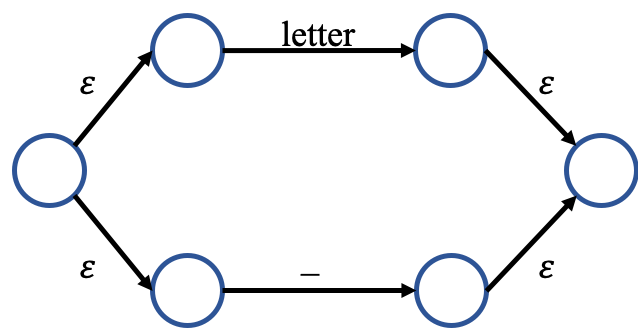 letter
ε ε
ε _ ε